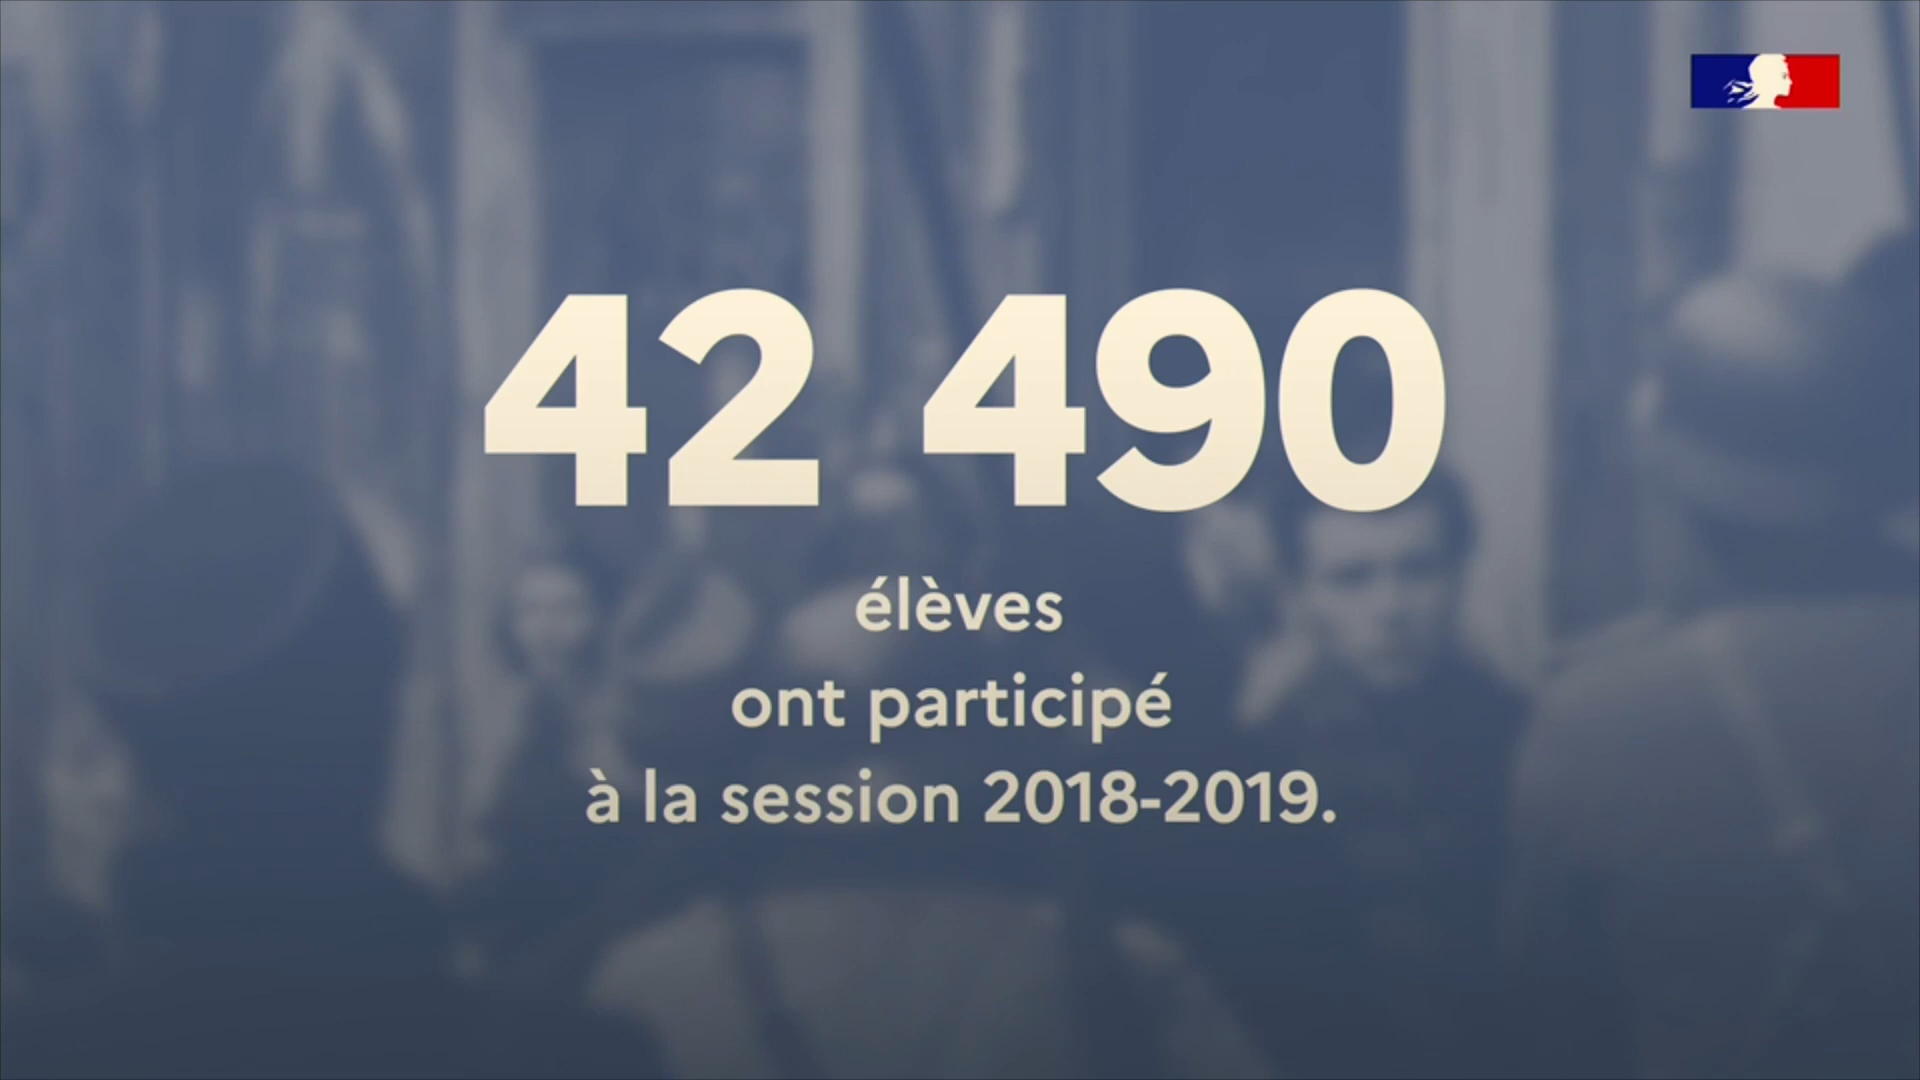 42 490
élèves
ont participé
à la session 2018-2019.